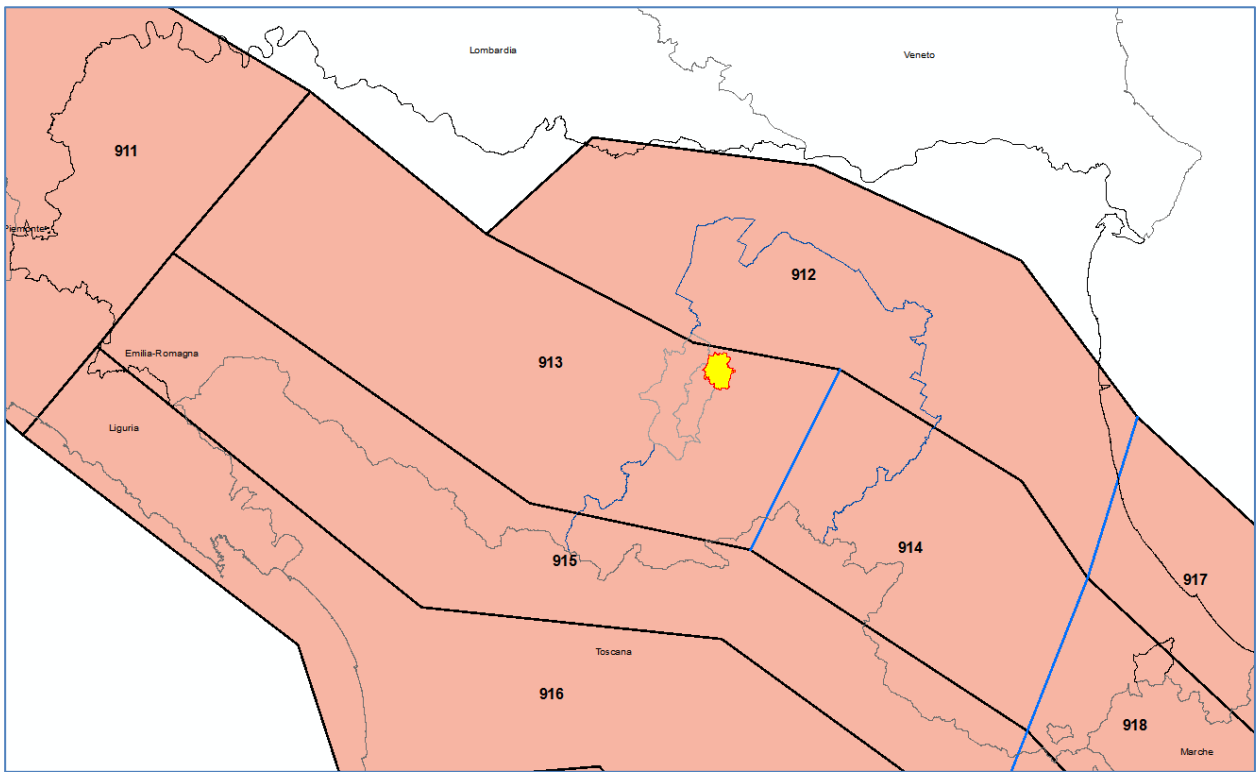 Lombardia
Veneto
911
Piemonte
912
Emilia-Romagna
913
Liguria
914
915
917
Toscana
916
918
Marche